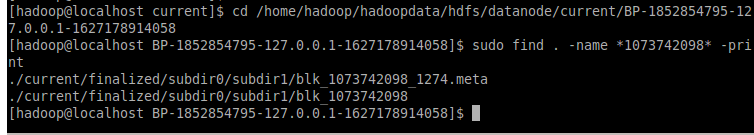 [hadoop@localhost current]$ cd /home/hadoop/hadoopdata/hdfs/datanode/current/BP-1852854795-12
7.0.0.1-1627178914058
[hadoop@localhost BP-1852854795-127.0.0.1-1627178914058]$ sudo find . -name *1073742098* -pri
nt
./current/finalized/subdir0/subdir1/blk_1073742098_1274.meta
./current/finalized/subdir0/subdir1/blk_1073742098
[hadoop@localhost BP-1852854795-127.0.0.1-1627178914058]$